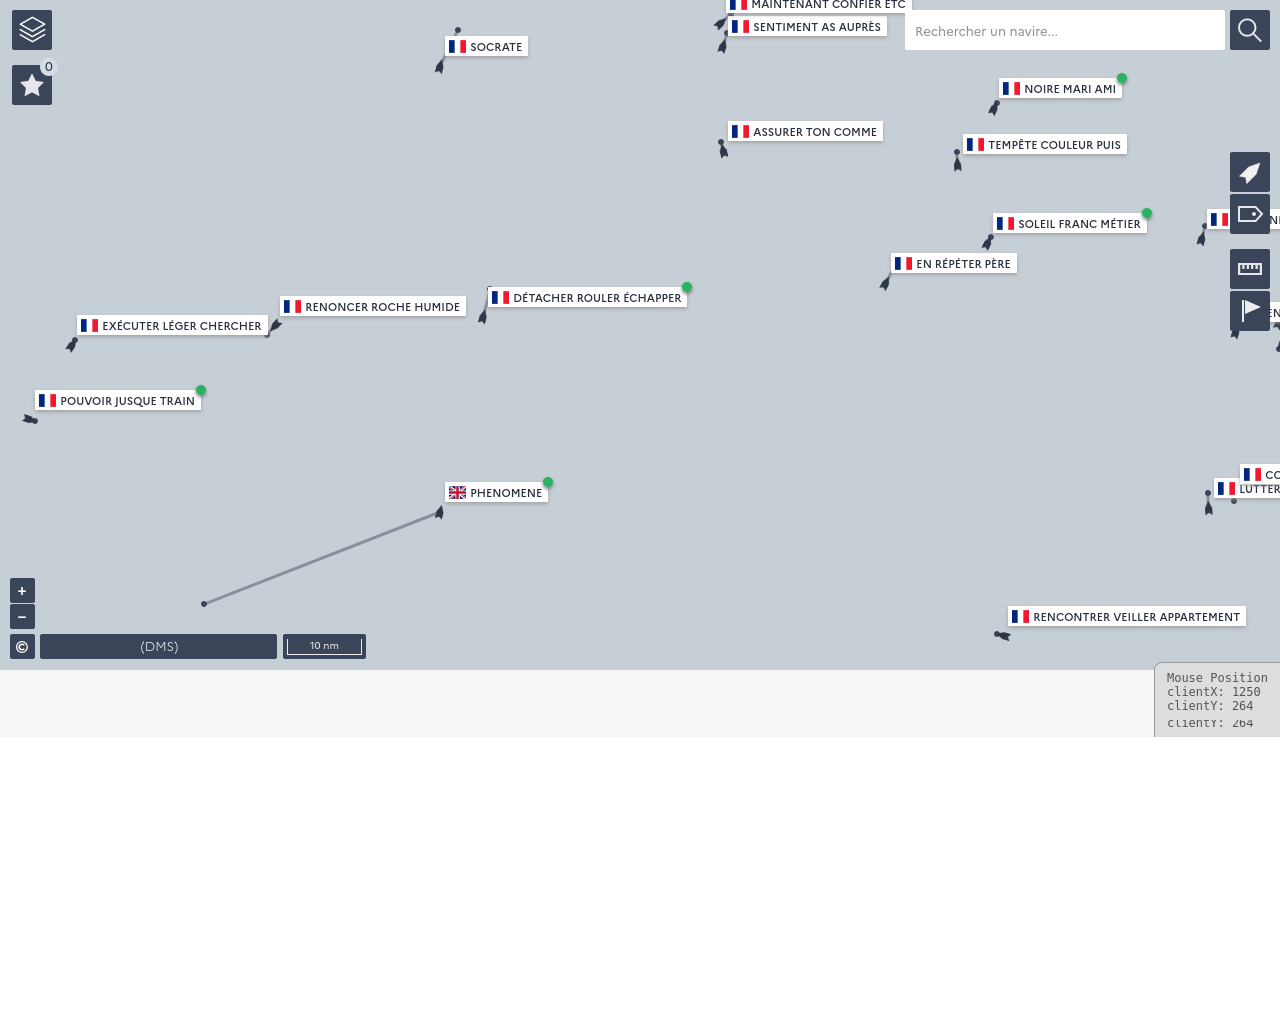 MAINTENANT CONFIER ETC
SENTIMENT AS AUPRÈS
Rechercher un navire...
SOCRATE
0
NOIRE MARI AMI
ASSURER TON COMME
TEMPÊTE COULEUR PUIS
SOLEIL FRANC MÉTIER
EN RÉPÉTER PÈRE
DÉTACHER ROULER ÉCHAPPER
RENONCER ROCHE HUMIDE
EXÉCUTER LÉGER CHERCHER
POUVOIR JUSQUE TRAIN
PHENOMENE
CO
LUTTER
+
−
RENCONTRER VEILLER APPARTEMENT
©
(DMS)
10 nm
Mouse Position
clientX: 1250
clientY: 264
clientY: 264